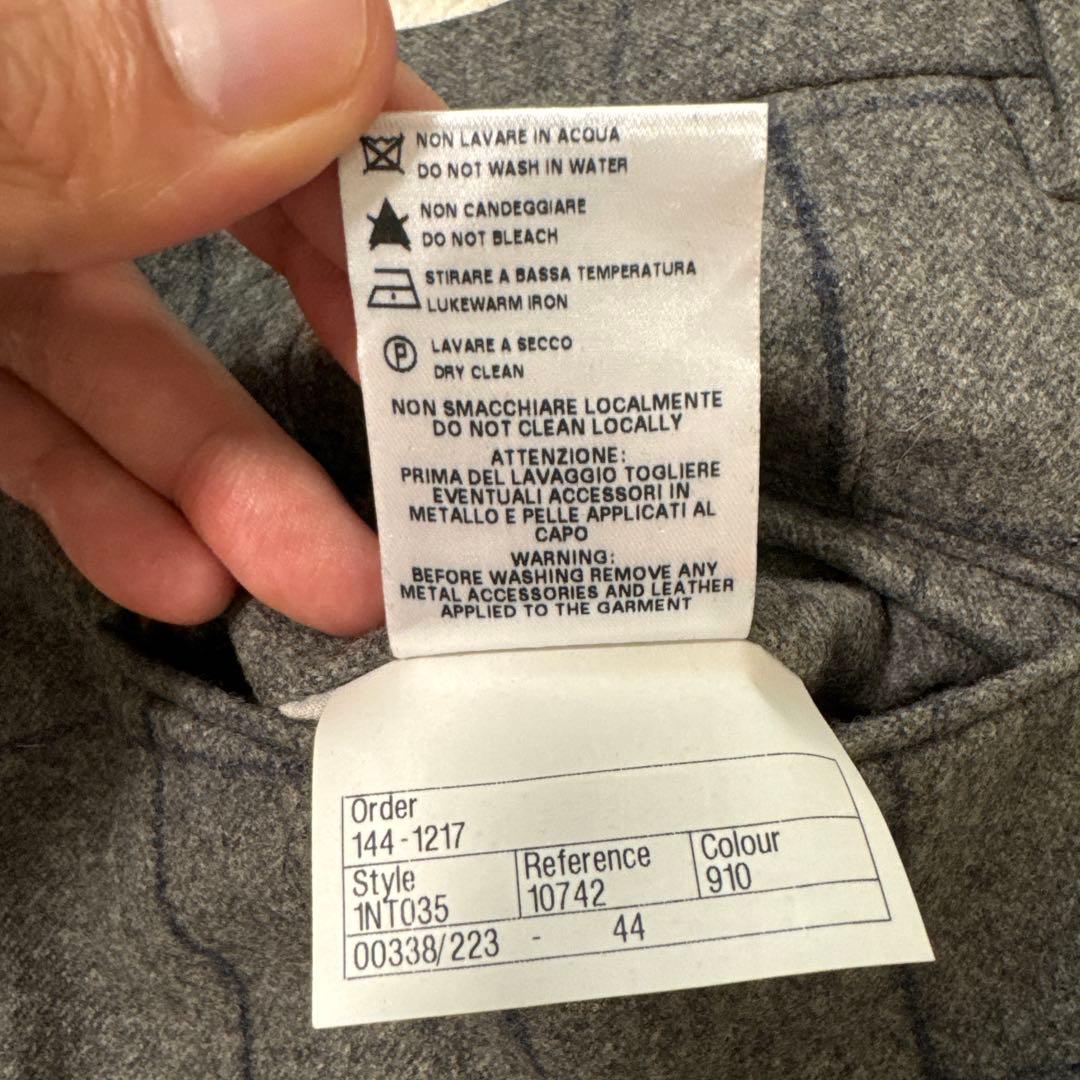 NON LAVARE IN ACQUA
DO NOT WASH IN WATER
NON CANDEGGIARE
DO NOT BLEACH
STIRARE A BASSA TEMPERATURA
LUKEWARM IRON
P
LAVARE A SECCO
DRY CLEAN
NON SMACCHIARE LOCALMENTE
DO NOT CLEAN LOCALLY
ATTENZIONE:
PRIMA DEL LAVAGGIO TOGLIERE
EVENTUALI ACCESSORI IN
METALLO E PELLE APPLICATI AL
CAPO
WARNING:
BEFORE WASHING REMOVE ANY
METAL ACCESSORIES AND LEATHER
APPLIED TO THE GARMENT
Order
144-1217
Style Reference Colour
1NT035 10742 910
00338/223 - 44